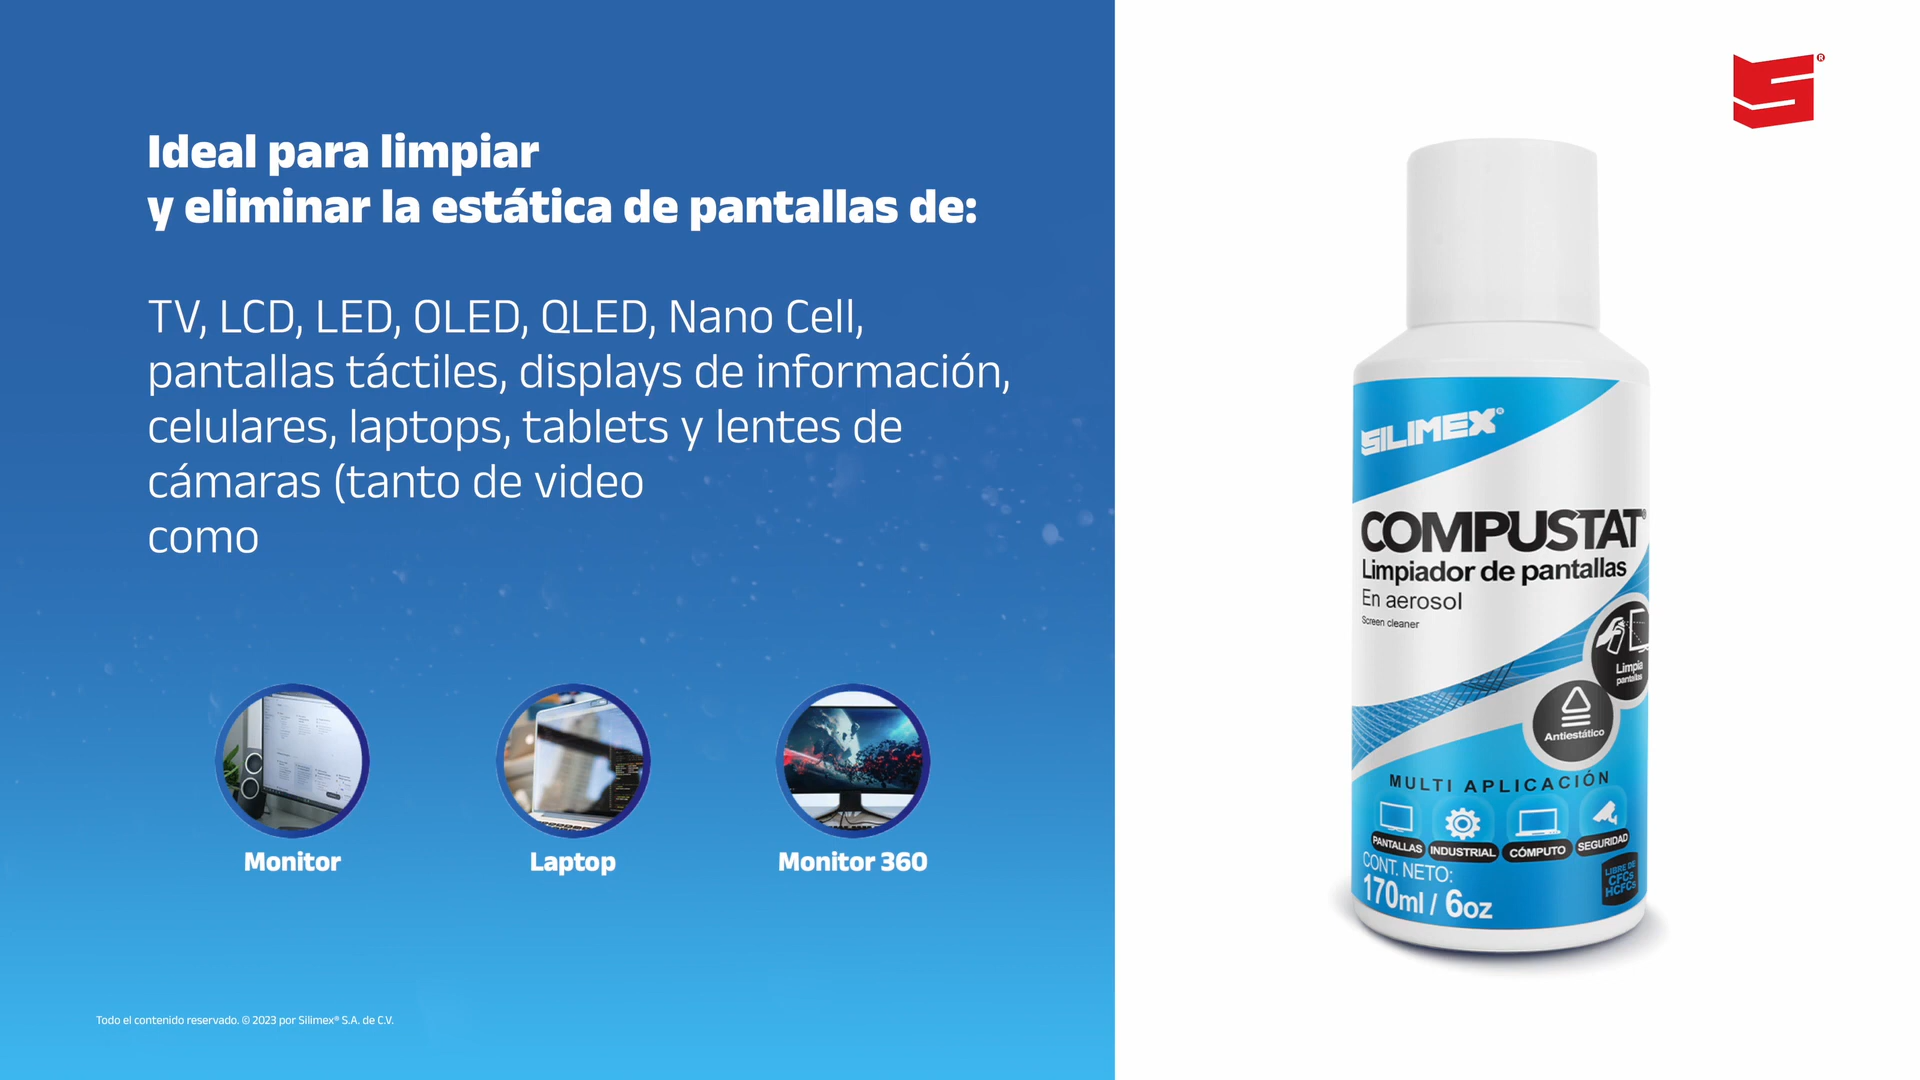 Ideal para limpiar
y eliminar la estática de pantallas de:
TV, LCD, LED, OLED, QLED, Nano Cell,
pantallas táctiles, displays de información,
celulares, laptops, tablets y lentes de
cámaras (tanto de video
como
Monitor
Laptop
Monitor 360
Todo el contenido reservado. © 2023 por Silimex® S.A. de C.V.
®
SILIMEX®
COMPUSTAT®
Limpiador de pantallas
En aerosol
Screen cleaner
Limpia
pantallas
Antiestático
MULTI APLICACIÓN
PANTALLAS INDUSTRIAL CÓMPUTO SEGURIDAD
CONT. NETO:
170ml / 6oz
LIBRE DE
CFCs
HCFCs